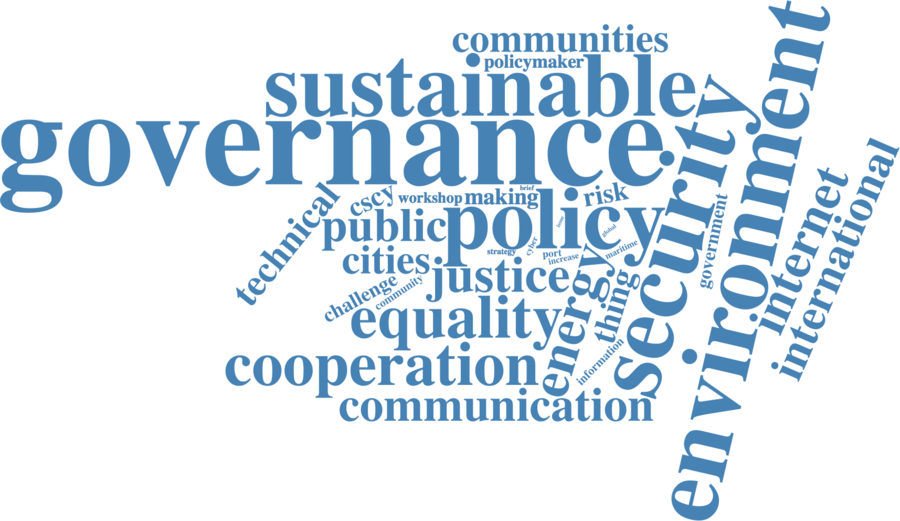 communities
policymaker
sustainable
governance
security
environment
technical
cscy
workshop
making
brief
risk
public
policy
internet
international
government
cities
justice
strategy
cyber
port
increase
maritime
global
challenge
community
equality
energy
thing
information
cooperation
communication